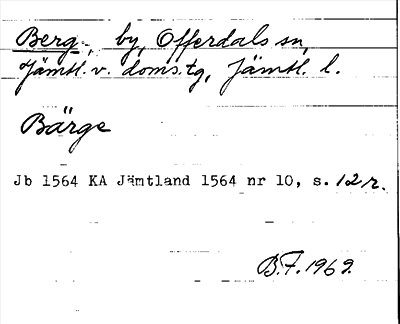 Berg, by, Offerdals sn,
Jämtl. v. doms.tg, Jämtl. l.
Bärge
Jb 1564 KA Jämtland 1564 nr 10, s. 12 r.
B.F. 1969.